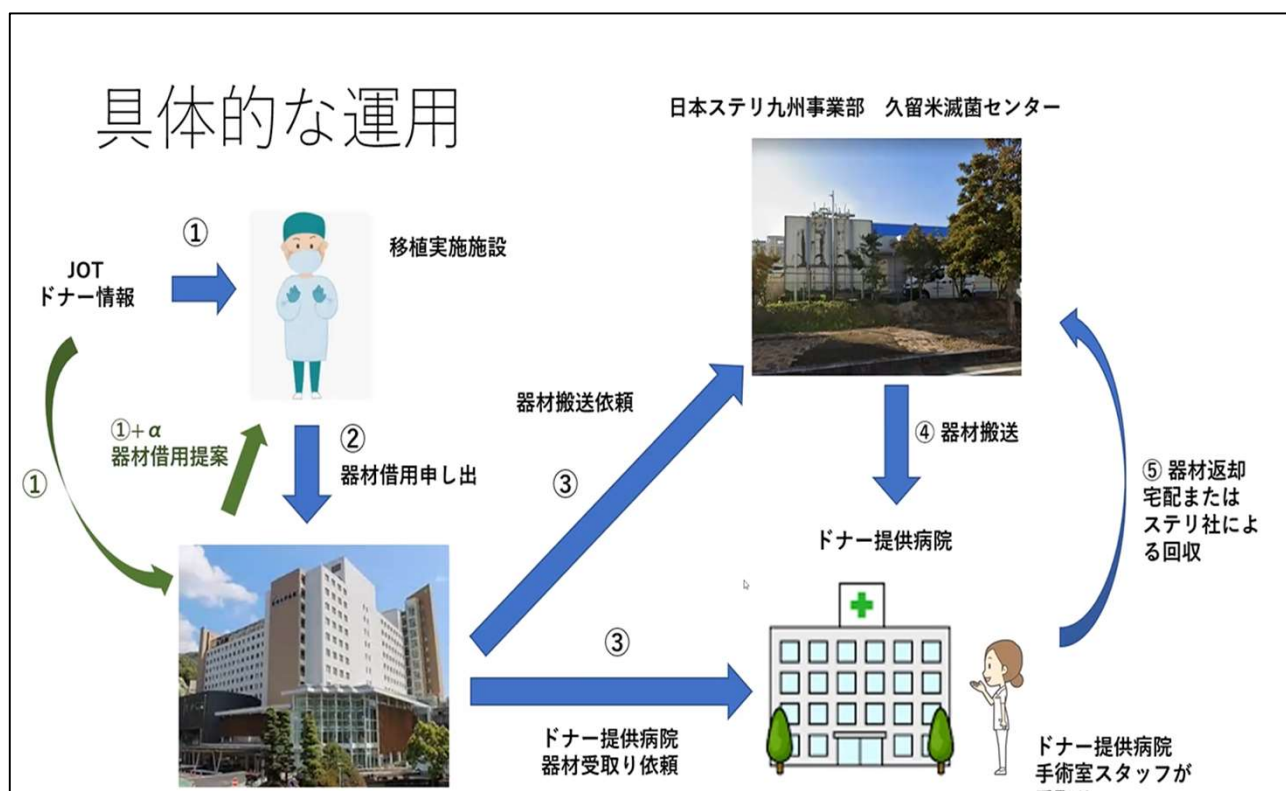 具体的な運用
日本ステリ九州事業部　久留米滅菌センター
①
移植実施施設
JOT
ドナー情報
①+α
器材借用提案
①
②
器材借用申し出
器材搬送依頼
③
④ 器材搬送
⑤ 器材返却
宅配または
ステリ社によ
る回収
ドナー提供病院
③
ドナー提供病院
器材受取り依頼
ドナー提供病院
手術室スタッフが